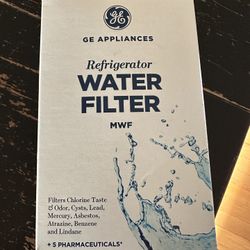 GE APPLIANCES
Refrigerator
WATER
FILTER
MWF
Filters Chlorine Taste
& Odor, Cysts, Lead,
Mercury, Asbestos,
Atrazine, Benzene
and Lindane
+ 5 PHARMACEUTICALS*